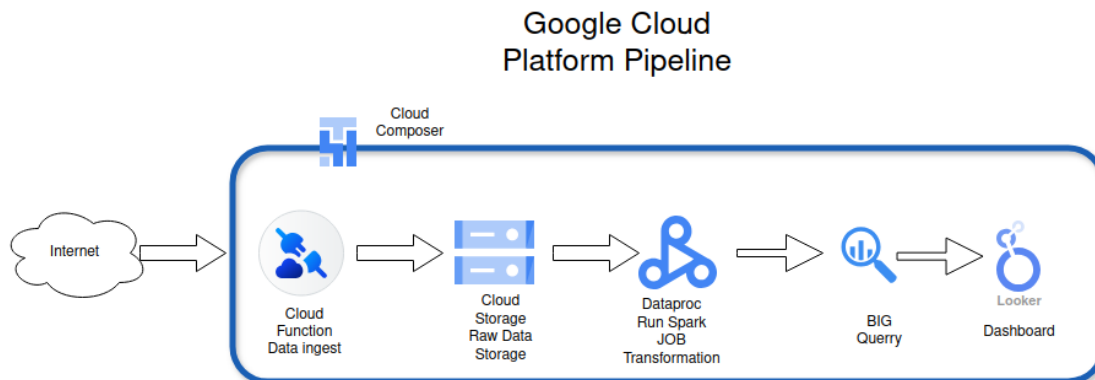 Google Cloud
Platform Pipeline
Cloud
Composer
Internet
Cloud
Function
Data ingest
Cloud
Storage
Raw Data
Storage
Dataproc
Run Spark
JOB
Transformation
BIG
Querry
Looker
Dashboard